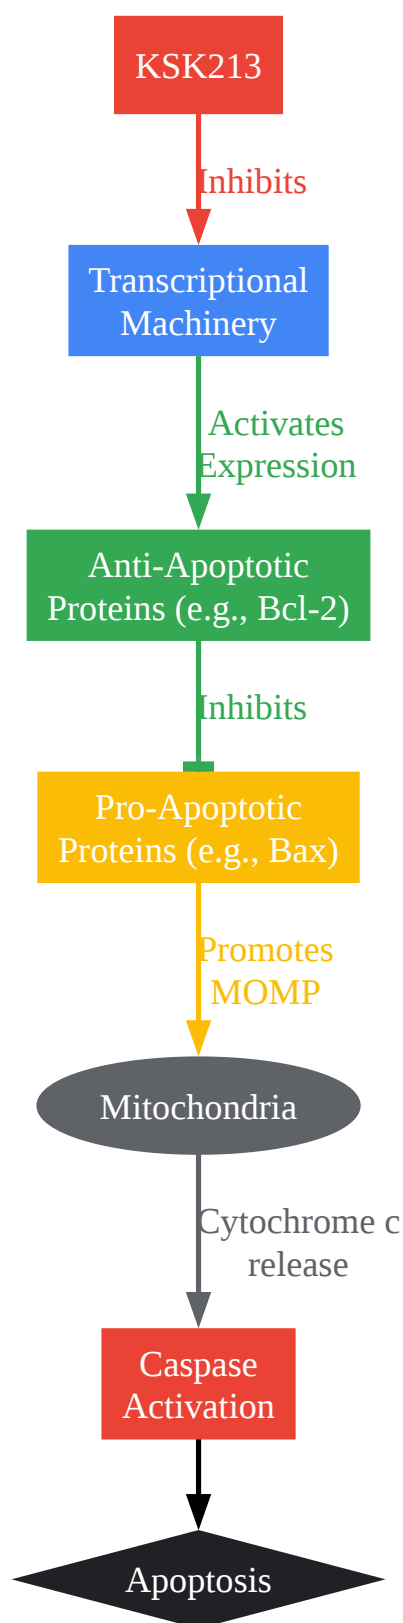 KSK213
Inhibits
Transcriptional
Machinery
Activates
Expression
Anti-Apoptotic
Proteins (e.g., Bcl-2)
Inhibits
Pro-Apoptotic
Proteins (e.g., Bax)
Promotes
MOMP
Mitochondria
Cytochrome c
release
Caspase
Activation
Apoptosis